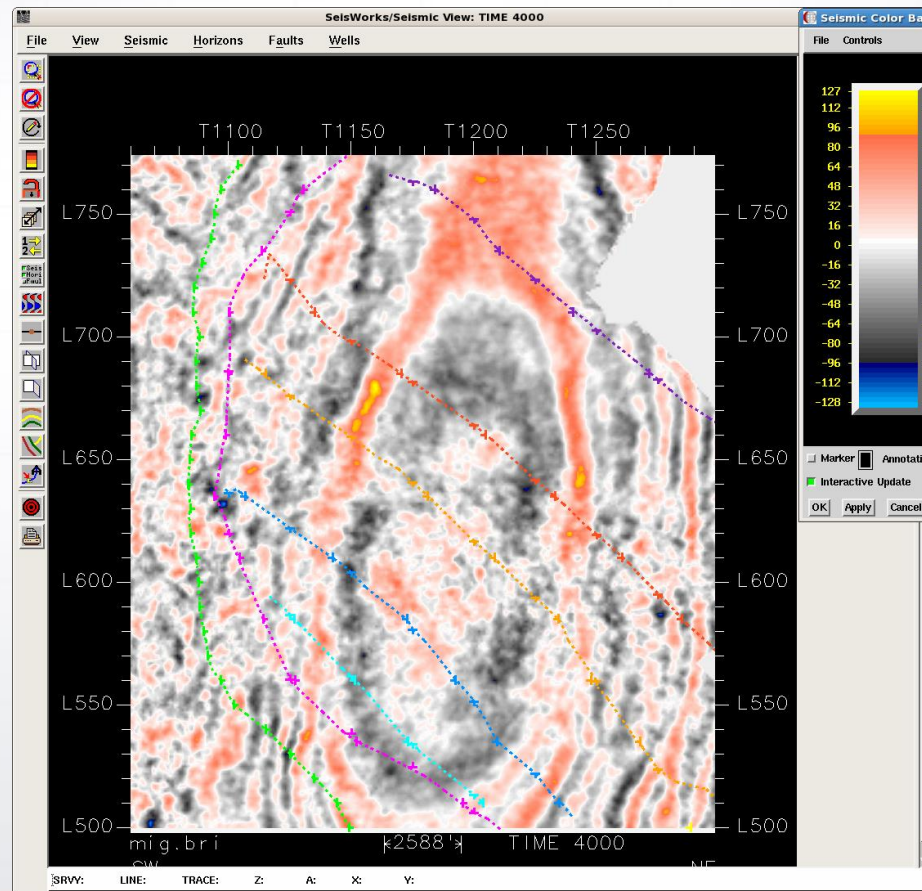 SeisWorks/Seismic View: TIME 4000
File View Seismic Horizons Faults Wells
T1100 T1150 T1200 T1250
L750 L750
L700 L700
L650 L650
L600 L600
L550 L550
L500 L500
mig.bri 2588' TIME 4000
SW NE
SRVY: LINE: TRACE: Z: A: X: Y:
Seismic Color Ba
File Controls
127
112
96
80
64
48
32
16
0
-16
-32
-48
-64
-80
-96
-112
-128
Marker Annotati
Interactive Update
OK Apply Cancel